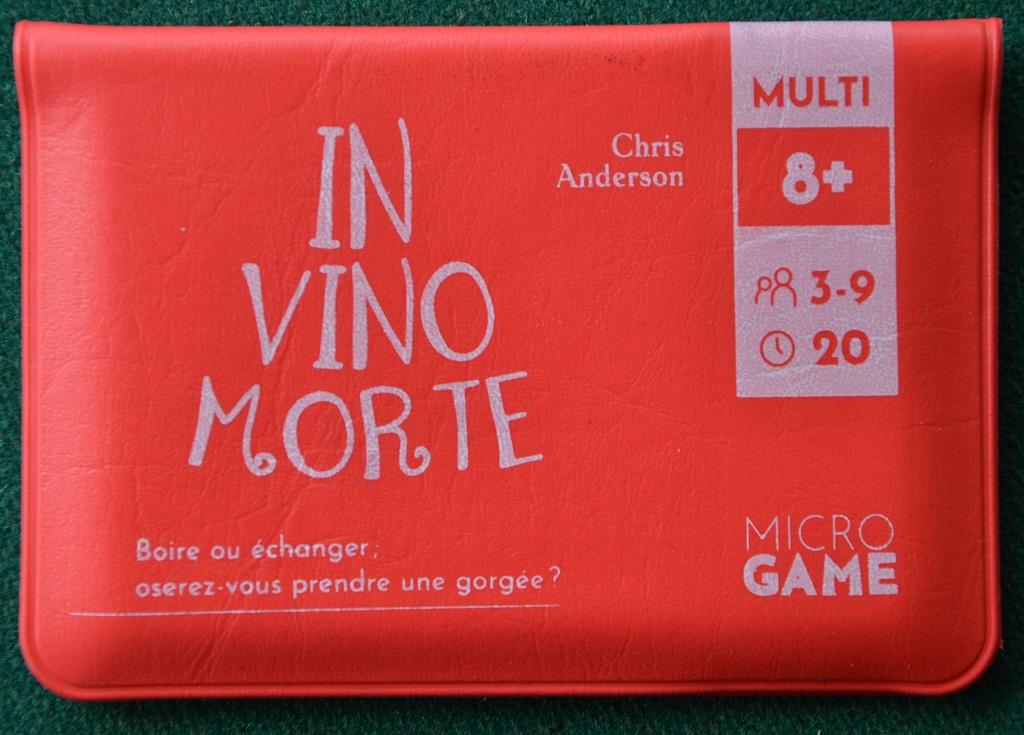 IN
VINO
MORTE
Chris
Anderson
MULTI
8+
3-9
20
Boire ou échanger;
oserez-vous prendre une gorgée?
MICRO
GAME